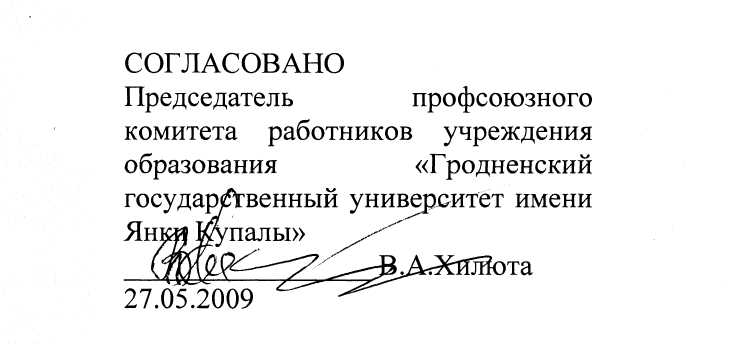 СОГЛАСОВАНО
Председатель профсоюзного
комитета работников учреждения
образования «Гродненский
государственный университет имени
Янки Купалы»
В.А.Хилюта
27.05.2009